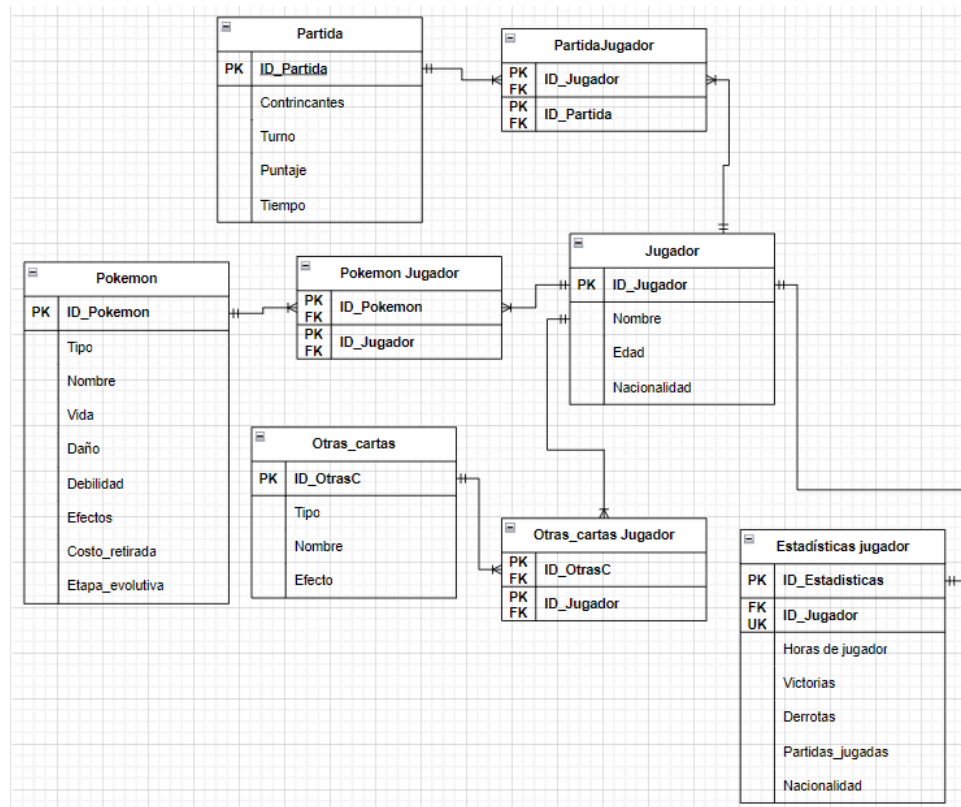 Partida
PK ID_Partida
Contrincantes
Turno
Puntaje
Tiempo
PartidaJugador
PK FK ID_Jugador
PK FK ID_Partida
Pokemon
PK ID_Pokemon
Tipo
Nombre
Vida
Daño
Debilidad
Efectos
Costo_retirada
Etapa_evolutiva
Pokemon Jugador
PK FK ID_Pokemon
PK FK ID_Jugador
Jugador
PK ID_Jugador
Nombre
Edad
Nacionalidad
Otras_cartas
PK ID_OtrasC
Tipo
Nombre
Efecto
Otras_cartas Jugador
PK FK ID_OtrasC
PK FK ID_Jugador
Estadísticas jugador
PK ID_Estadisticas
FK UK ID_Jugador
Horas de jugador
Victorias
Derrotas
Partidas_jugadas
Nacionalidad